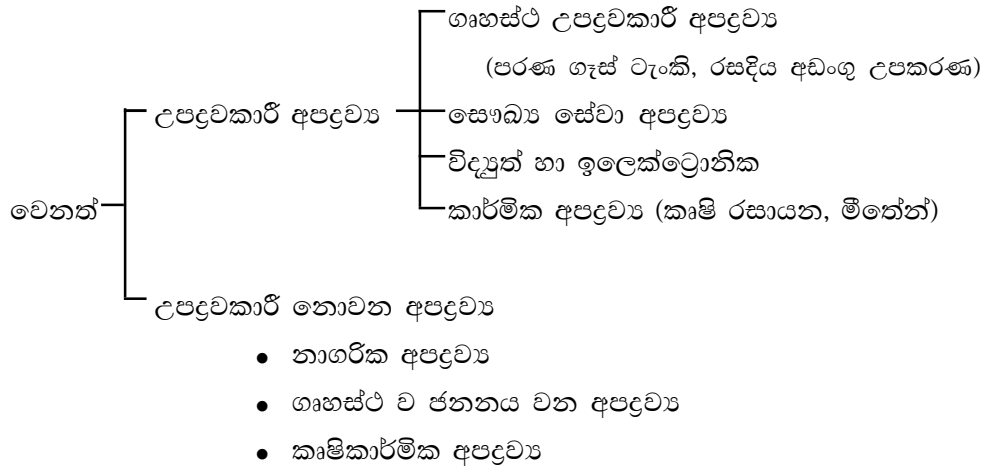 ගෘහස්ථ උපද්‍රවකාරී අපද්‍රව්‍ය
(පරණ ගෑස් ටැංකි, රසදිය අඩංගු උපකරණ)
උපද්‍රවකාරී අපද්‍රව්‍ය
සෞඛ්‍ය සේවා අපද්‍රව්‍ය
විද්‍යුත් හා ඉලෙක්ට්‍රොනික
වෙනත්
කාර්මික අපද්‍රව්‍ය (කෘෂි රසායන, මීතේන්)
උපද්‍රවකාරී නොවන අපද්‍රව්‍ය
• නාගරික අපද්‍රව්‍ය
• ගෘහස්ථ ව ජනනය වන අපද්‍රව්‍ය
• කෘෂිකාර්මික අපද්‍රව්‍ය